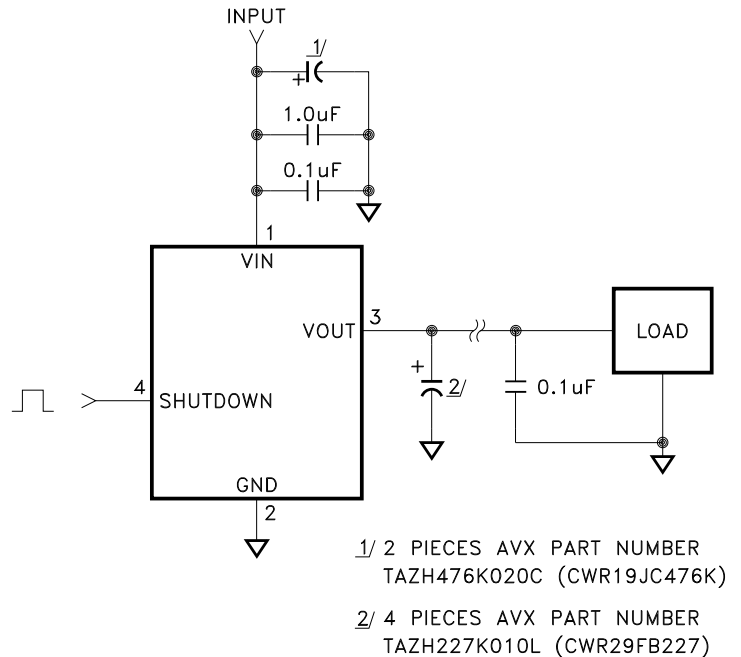 INPUT
1/
+
1.0uF
0.1uF
1
VIN
VOUT
3
LOAD
4
SHUTDOWN
+
2/
0.1uF
GND
2
1/ 2 PIECES AVX PART NUMBER
TAZH476K020C (CWR19JC476K)
2/ 4 PIECES AVX PART NUMBER
TAZH227K010L (CWR29FB227)